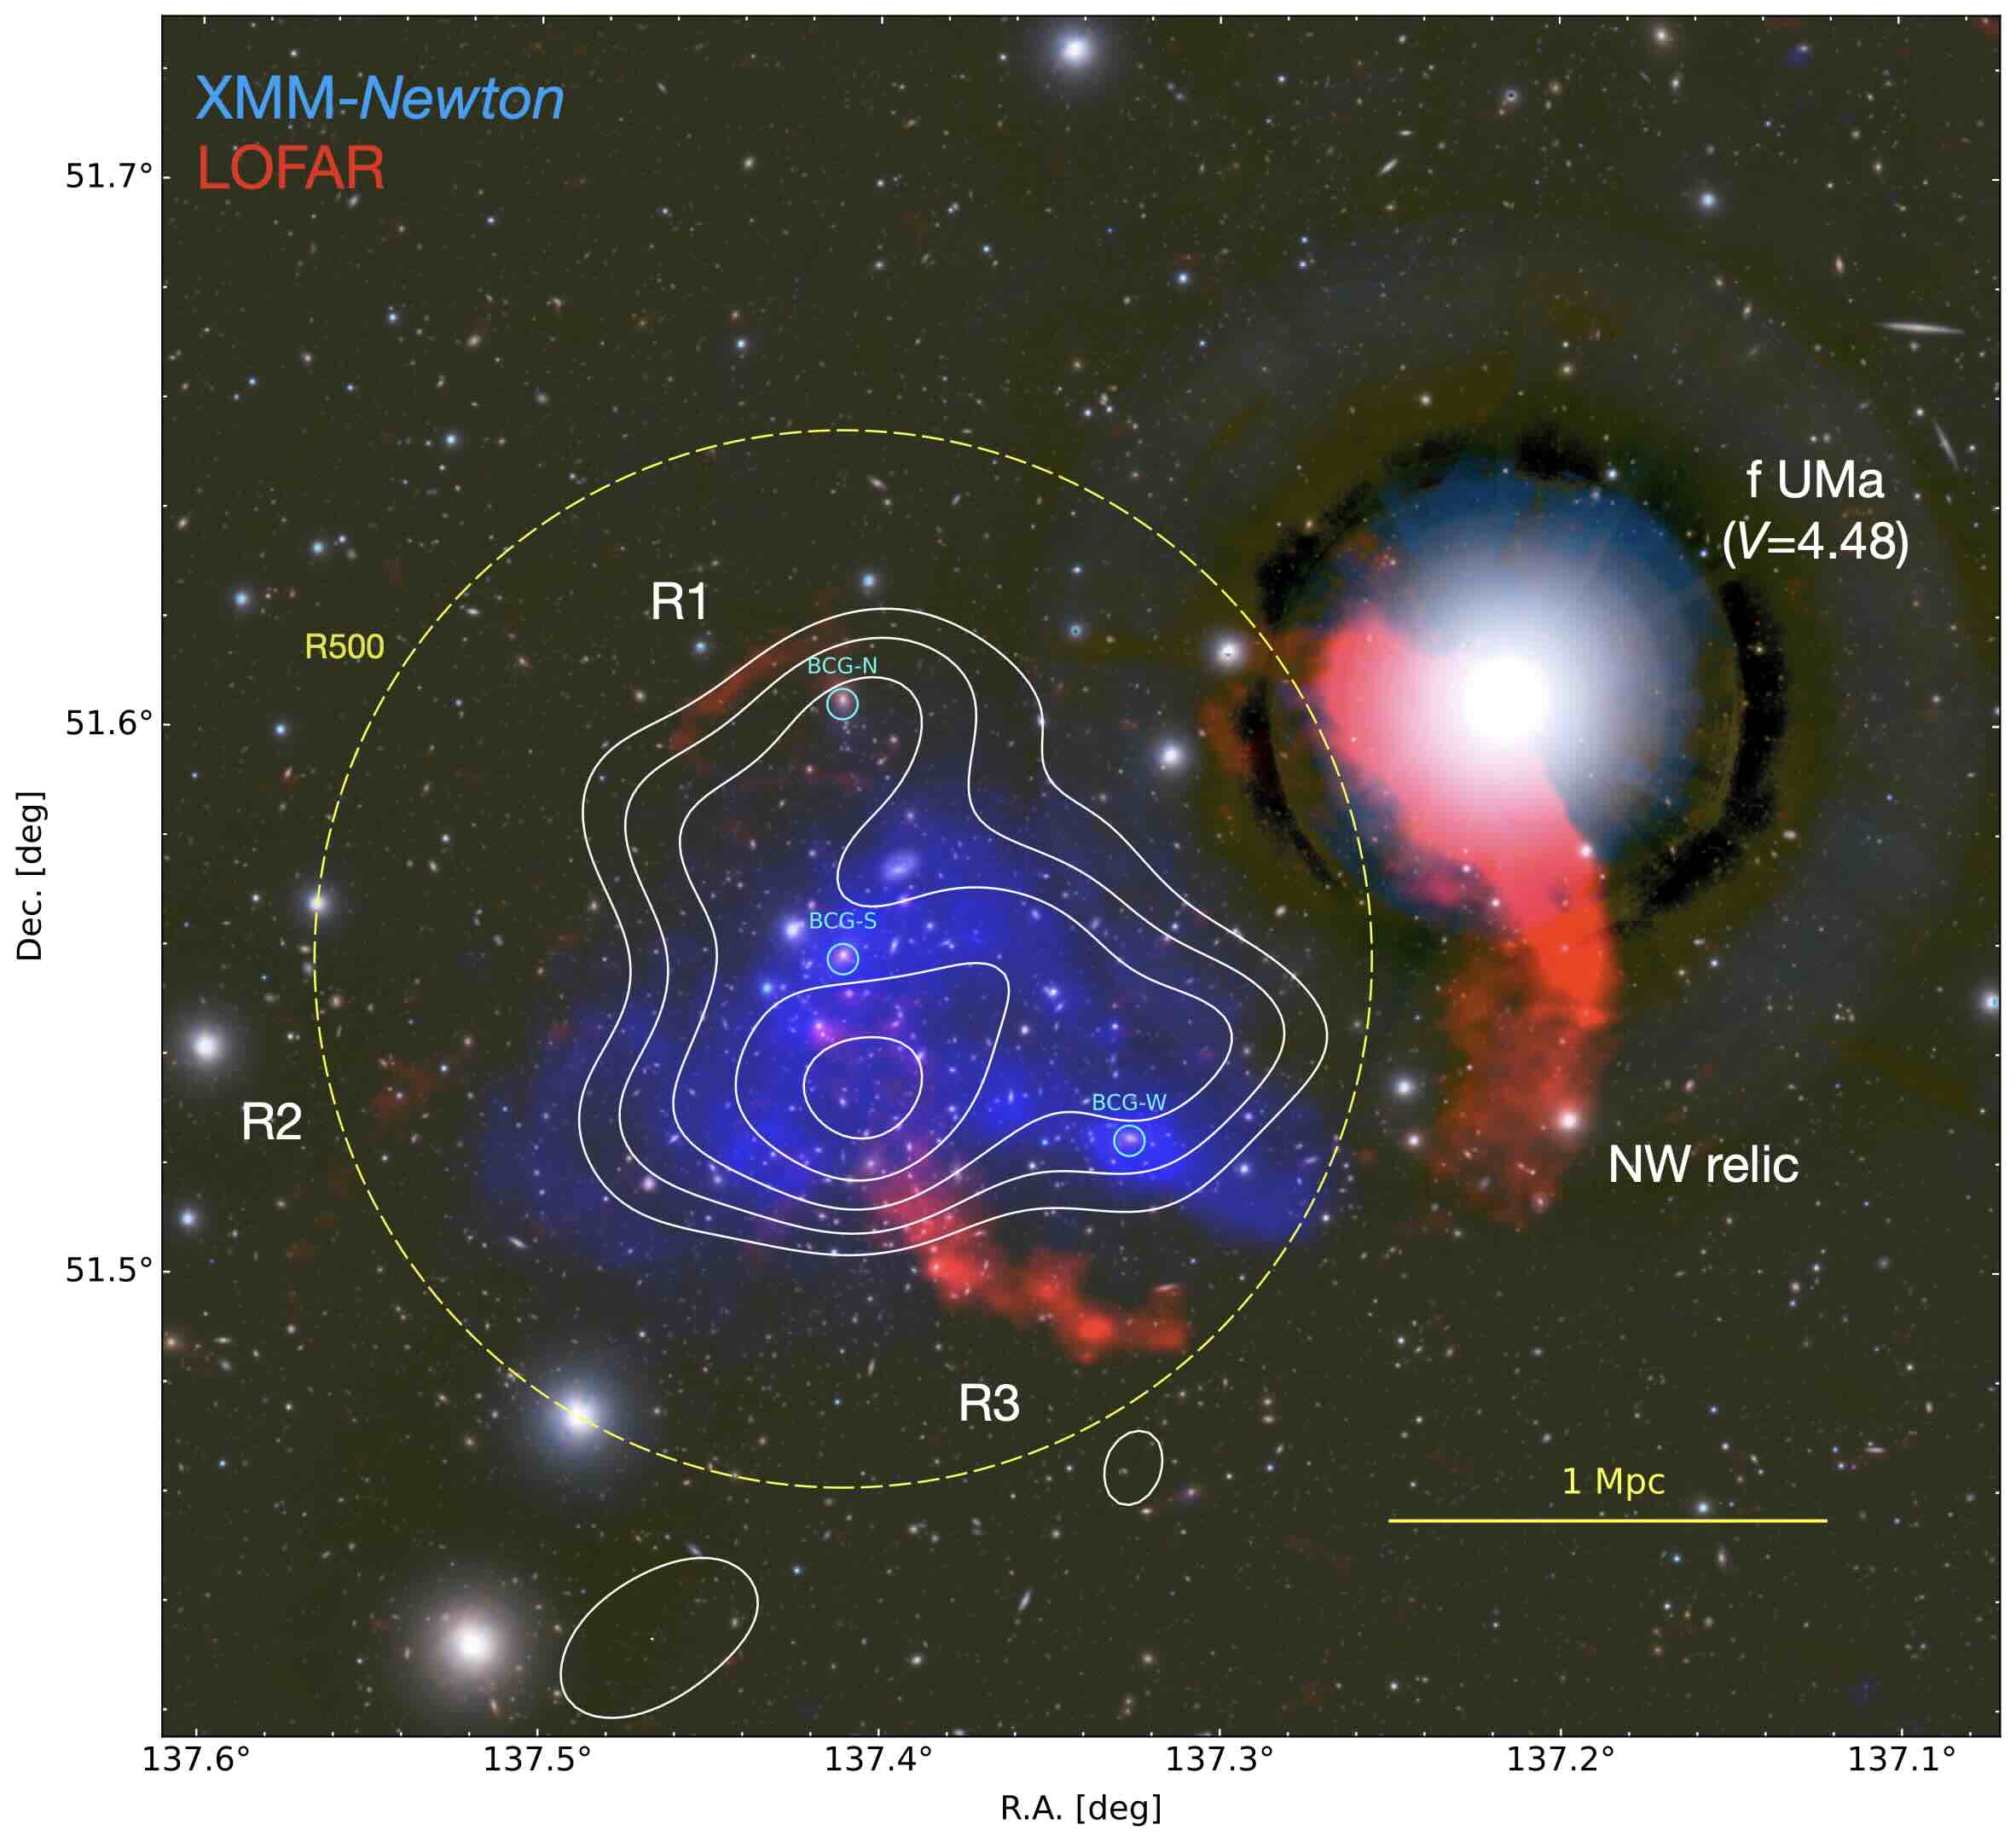 XMM-Newton
LOFAR
51.7°
f UMa
(V=4.48)
R1
R500
BCG-N
51.6°
Dec. [deg]
BCG-S
BCG-W
R2
NW relic
51.5°
R3
1 Mpc
137.6°
137.5°
137.4°
137.3°
137.2°
137.1°
R.A. [deg]